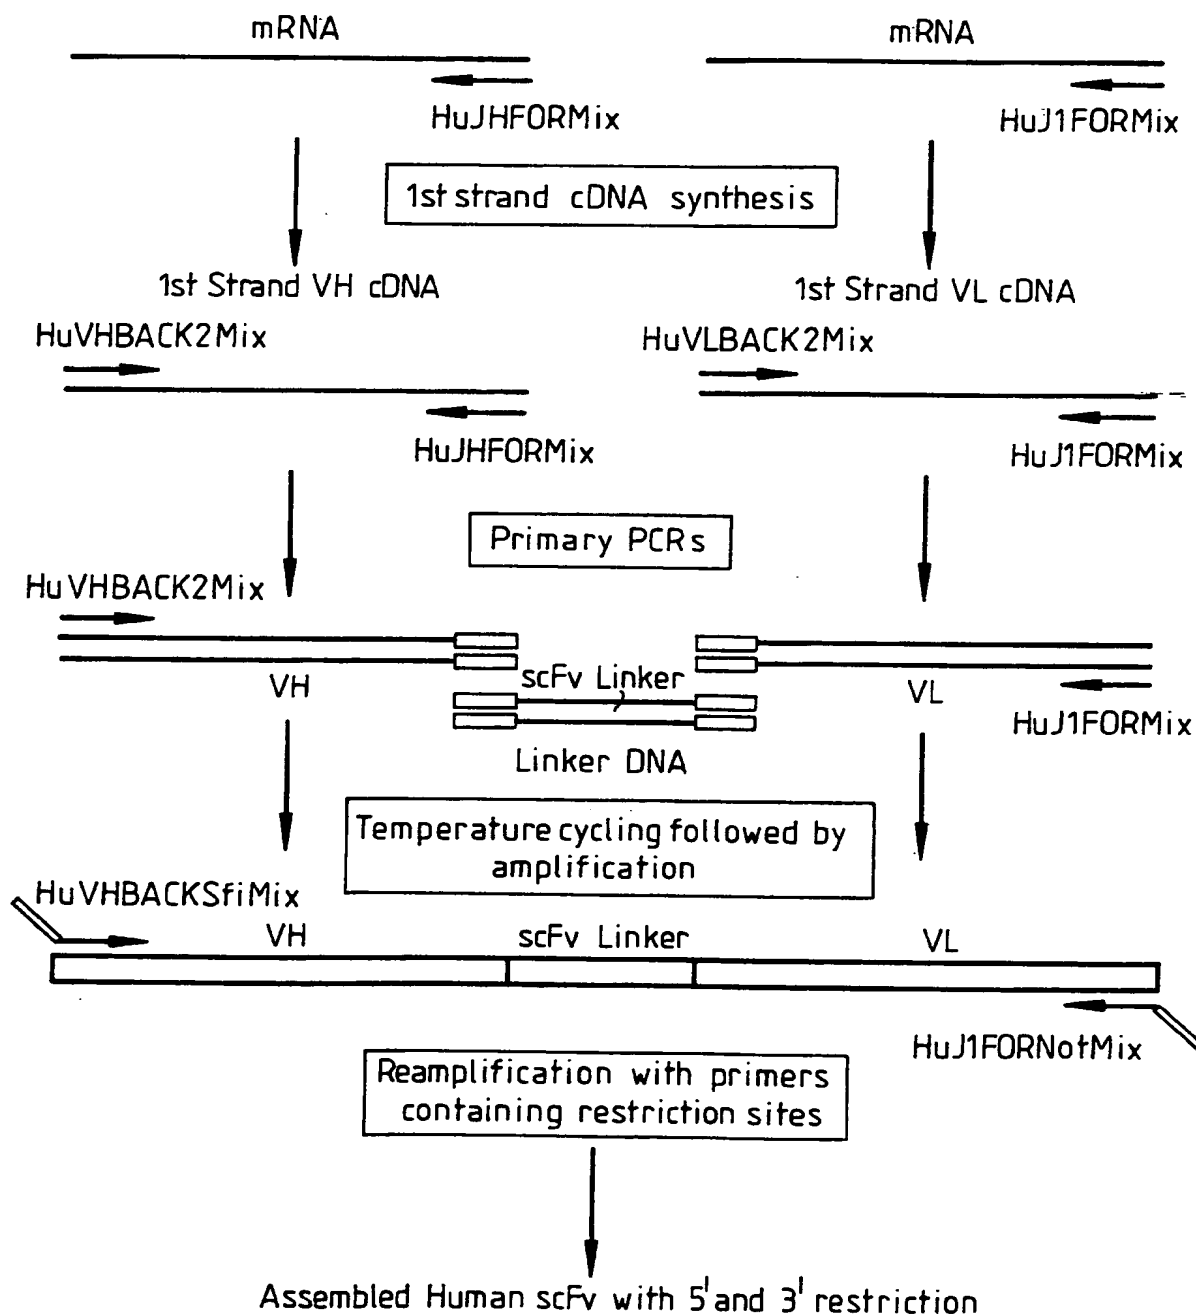 mRNA
mRNA
HuJHFORMix
HuJ1FORMix
1st strand cDNA synthesis
1st Strand VH cDNA
1st Strand VL cDNA
HuVHBACK2Mix
HuVLBACK2Mix
HuJHFORMix
HuJ1FORMix
Primary PCRs
HuVHBACK2Mix
VH
scFv Linker
VL
HuJ1FORMix
Linker DNA
Temperature cycling followed by
amplification
HuVHBACKSfiMix
VH
scFv Linker
VL
HuJ1FORNotMix
Reamplification with primers
containing restriction sites
Assembled Human scFv with 5' and 3' restriction